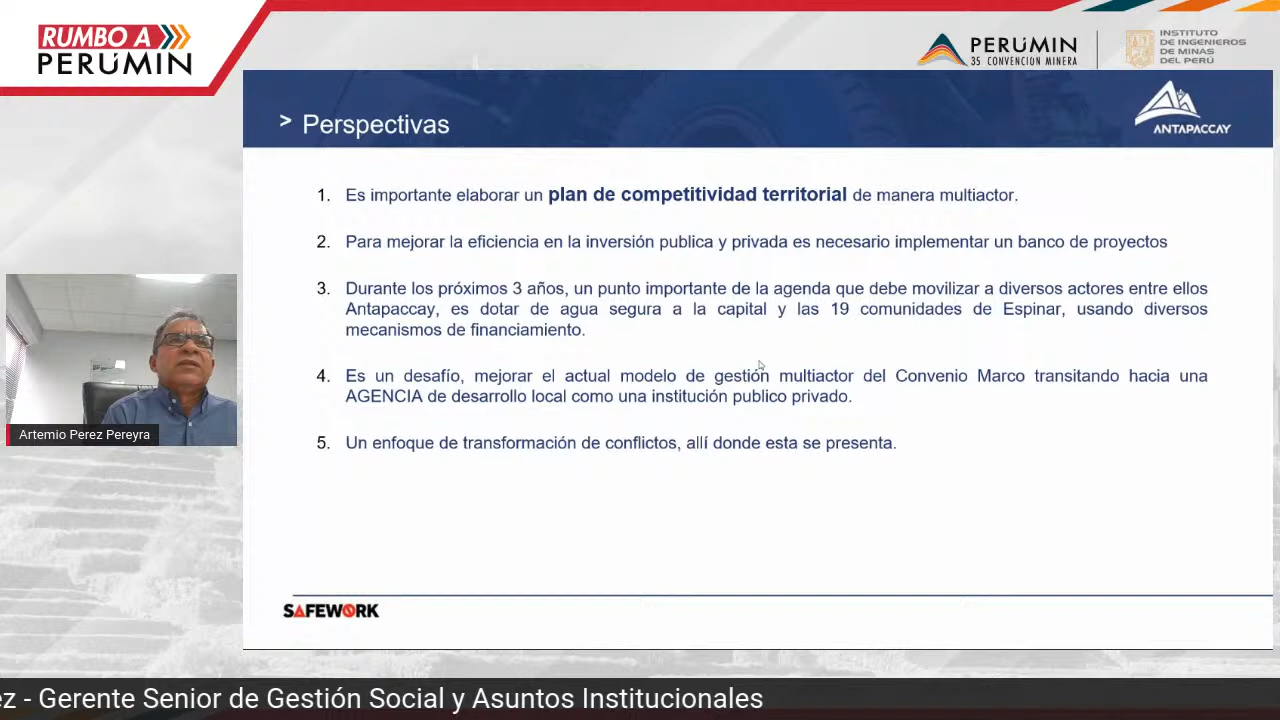 RUMBO A
PERÚMIN
PERÚMIN
35 CONVENCIÓN MINERA
INSTITUTO
DE INGENIEROS
DE MINAS
DEL PERÚ
> Perspectivas
ANTAPACCAY
1. Es importante elaborar un plan de competitividad territorial de manera multiactor.
2. Para mejorar la eficiencia en la inversión publica y privada es necesario implementar un banco de proyectos
3. Durante los próximos 3 años, un punto importante de la agenda que debe movilizar a diversos actores entre ellos
Antapaccay, es dotar de agua segura a la capital y las 19 comunidades de Espinar, usando diversos
mecanismos de financiamiento.
4. Es un desafío, mejorar el actual modelo de gestión multiactor del Convenio Marco transitando hacia una
AGENCIA de desarrollo local como una institución publico privado.
5. Un enfoque de transformación de conflictos, allí donde esta se presenta.
Artemio Perez Pereyra
SAFEWORK
ez - Gerente Senior de Gestión Social y Asuntos Institucionales